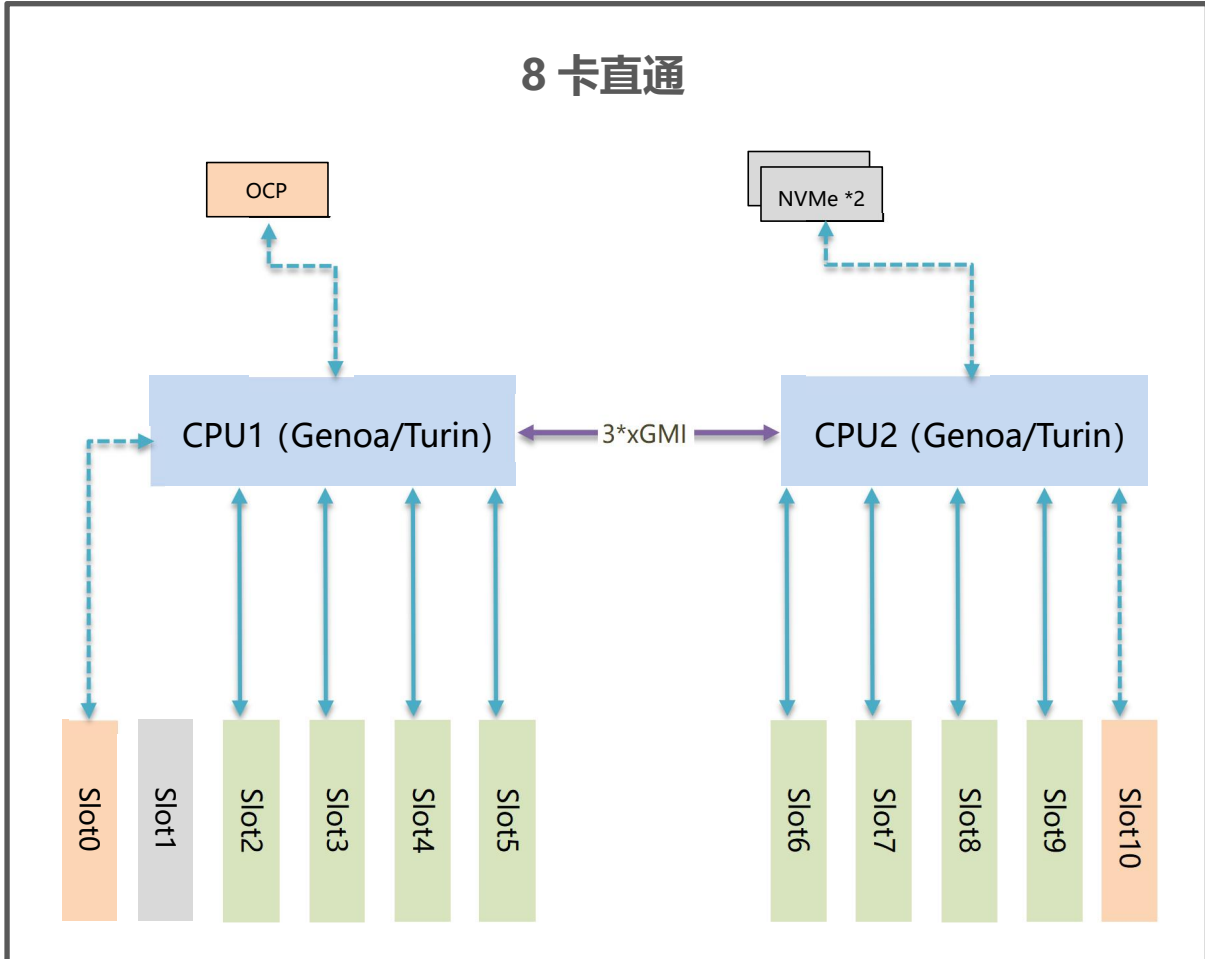 8 卡直通
OCP
NVMe *2
CPU1 (Genoa/Turin)
3*xGMI
CPU2 (Genoa/Turin)
Slot0
Slot1
Slot2
Slot3
Slot4
Slot5
Slot6
Slot7
Slot8
Slot9
Slot10